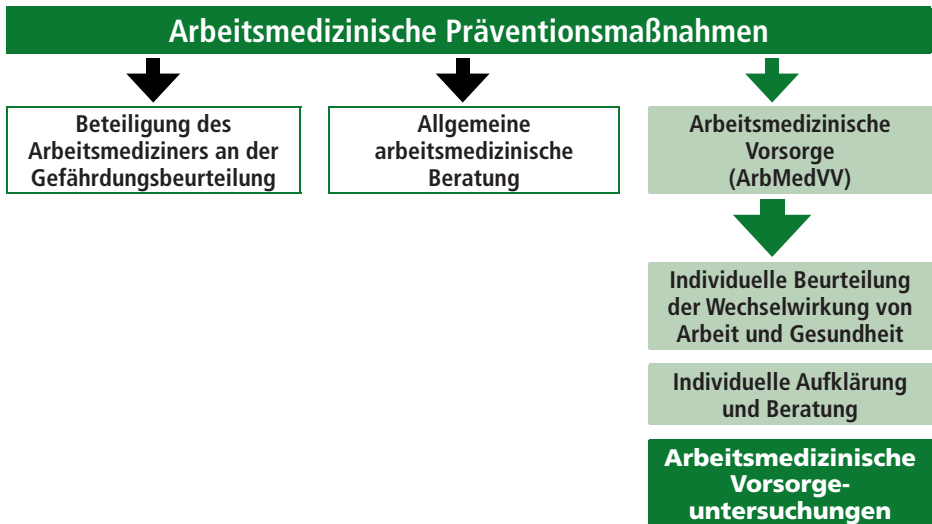 Arbeitsmedizinische Präventionsmaßnahmen
Beteiligung des
Arbeitsmediziners an der
Gefährdungsbeurteilung
Allgemeine
arbeitsmedizinische
Beratung
Arbeitsmedizinische
Vorsorge
(ArbMedVV)
Individuelle Beurteilung
der Wechselwirkung von
Arbeit und Gesundheit
Individuelle Aufklärung
und Beratung
Arbeitsmedizinische
Vorsorge-
untersuchungen